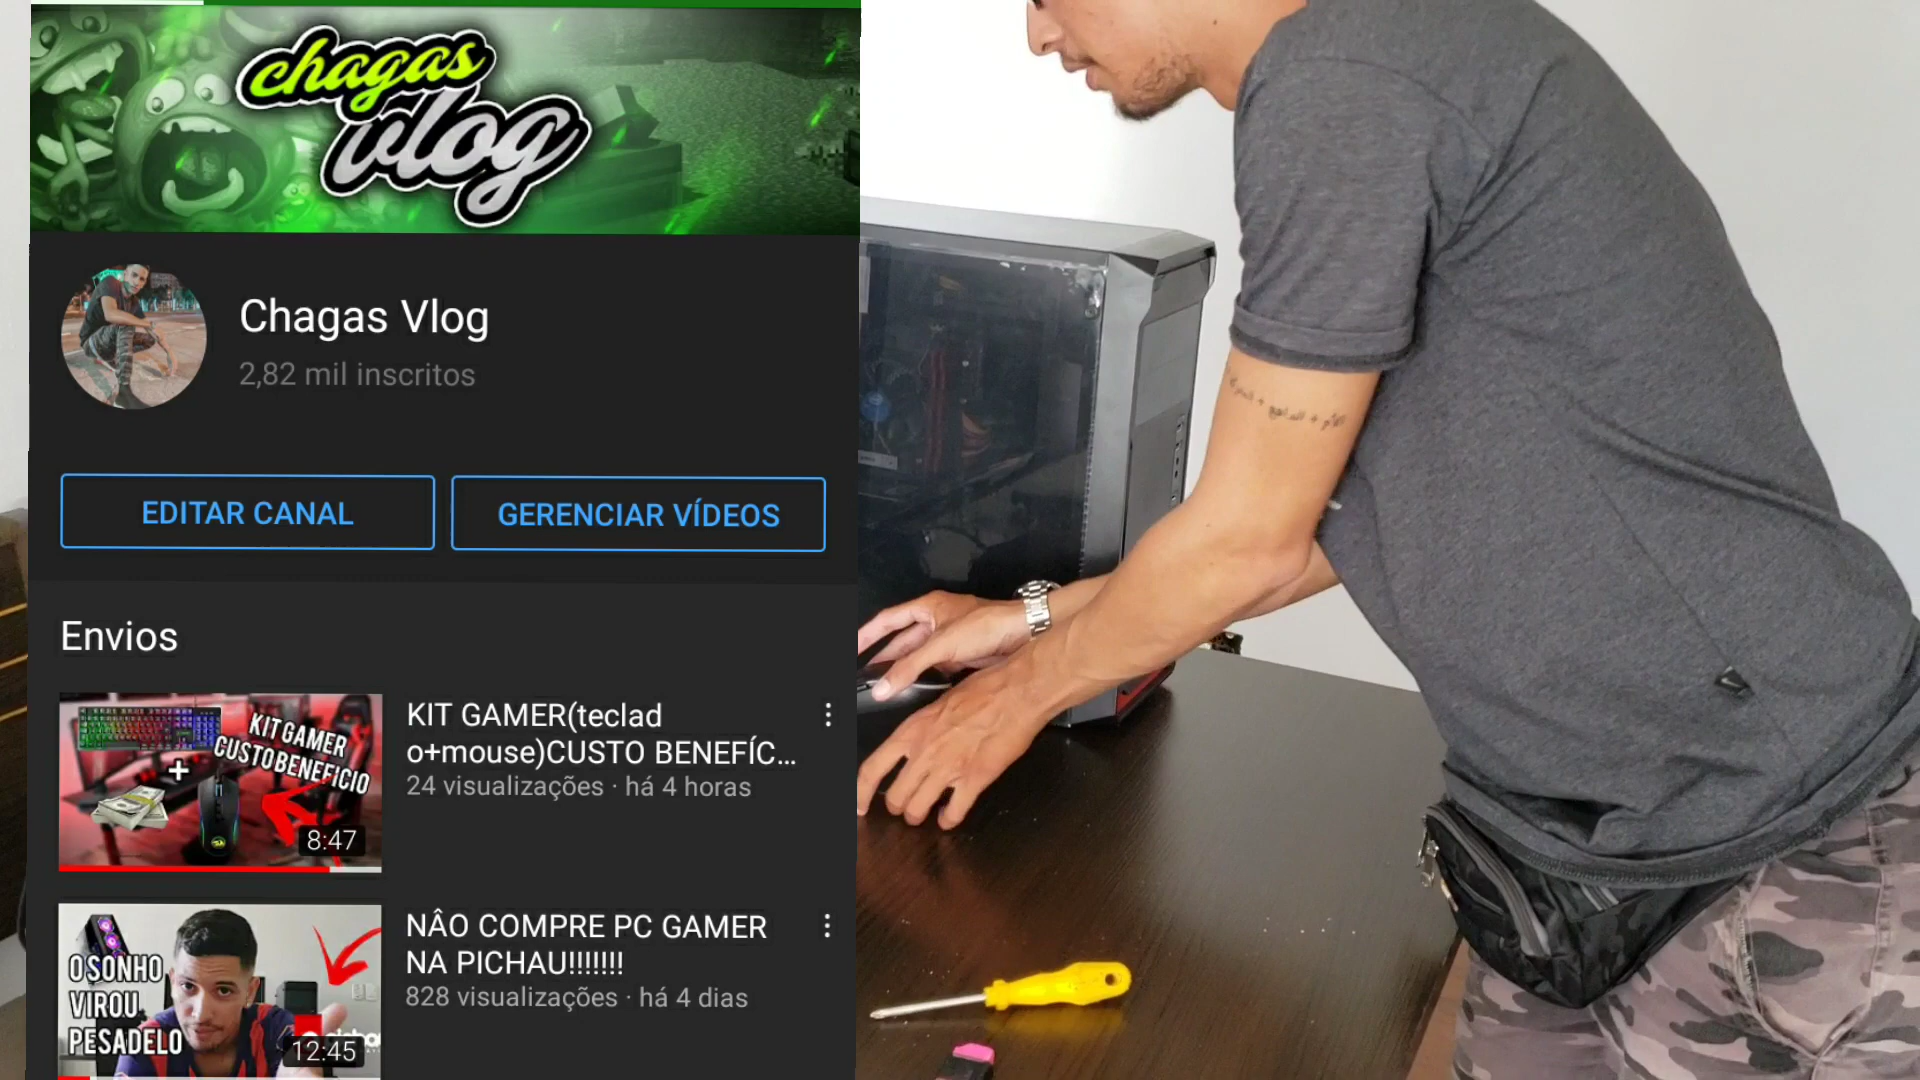 chagas
vlog
Chagas Vlog
2,82 mil inscritos
EDITAR CANAL
GERENCIAR VÍDEOS
Envios
KIT GAMER
CUSTO BENEFICIO
+
8:47
KIT GAMER(teclad
o+mouse)CUSTO BENEFÍC...
24 visualizações · há 4 horas
O SONHO
VIROU
PESADELO
12:45
NÂO COMPRE PC GAMER
NA PICHAU!!!!!!!
828 visualizações · há 4 dias